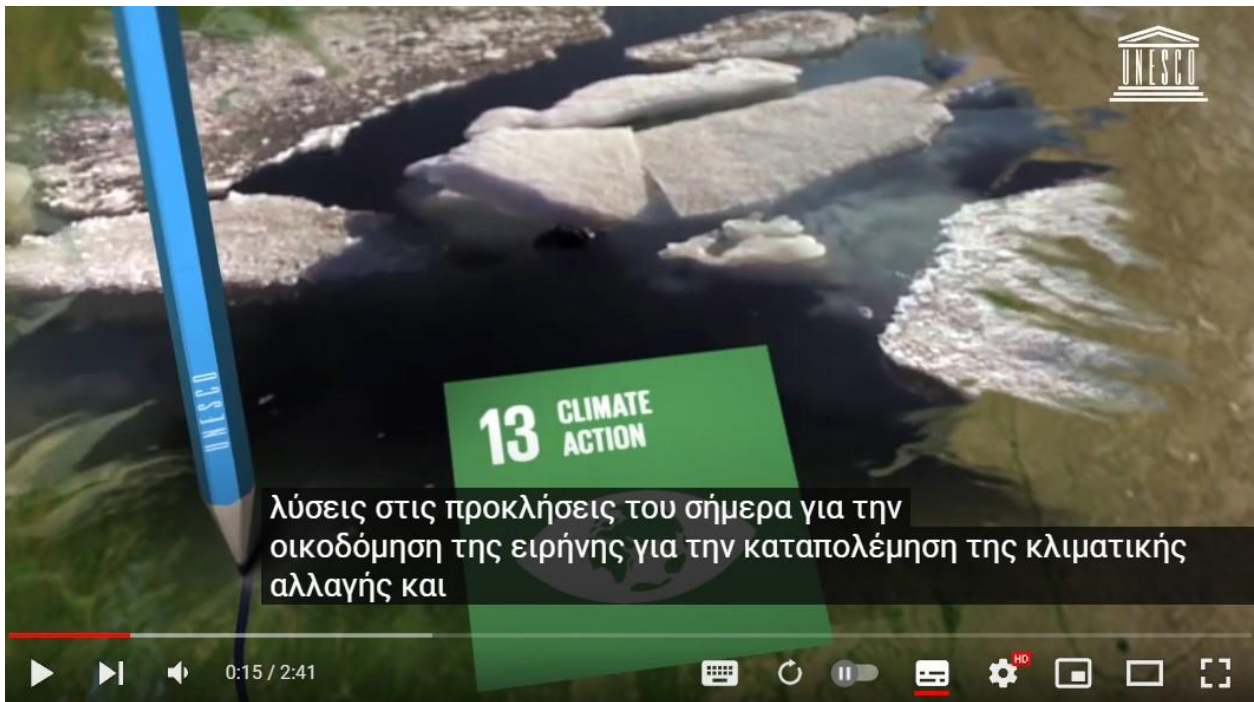 UNESCO
UNESCO
13 CLIMATE
ACTION
λύσεις στις προκλήσεις του σήμερα για την
οικοδόμηση της ειρήνης για την καταπολέμηση της κλιματικής
αλλαγής και
0:15 / 2:41
HD